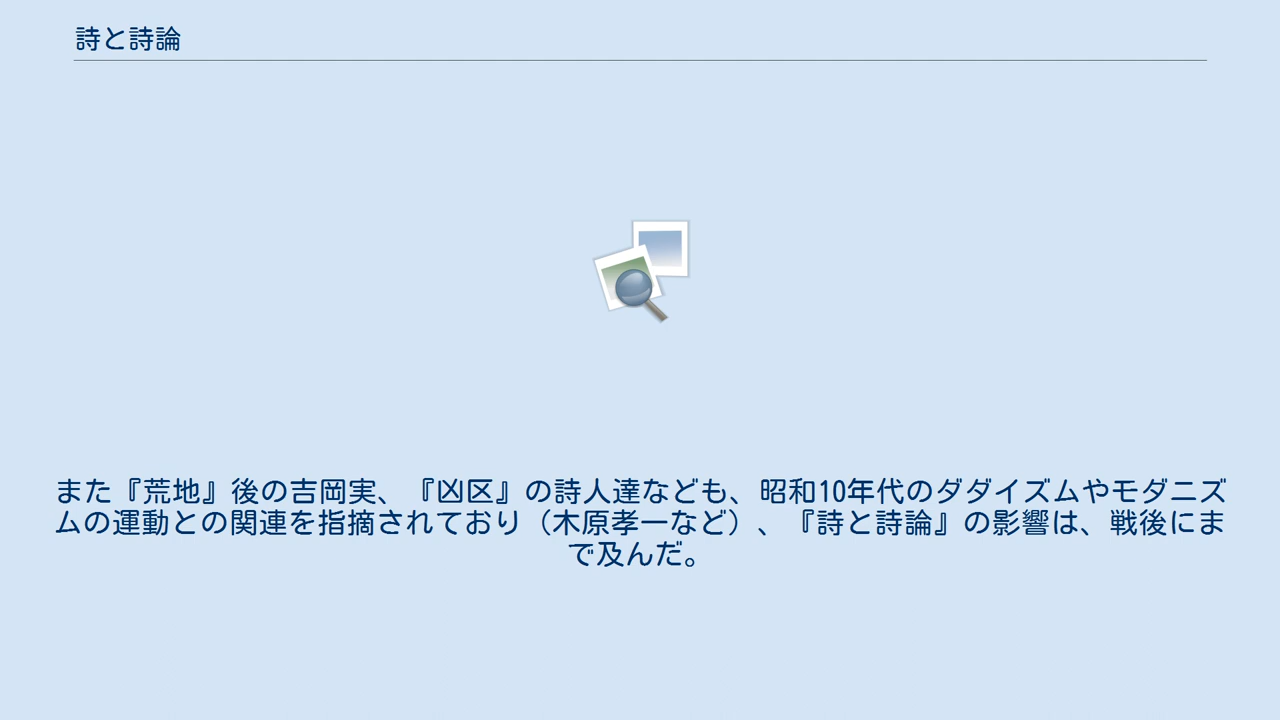 詩と詩論
また『荒地』後の吉岡実、『凶区』の詩人達なども、昭和10年代のダダイズムやモダニズ
ムの運動との関連を指摘されており（木原孝一など）、『詩と詩論』の影響は、戦後にま
で及んだ。